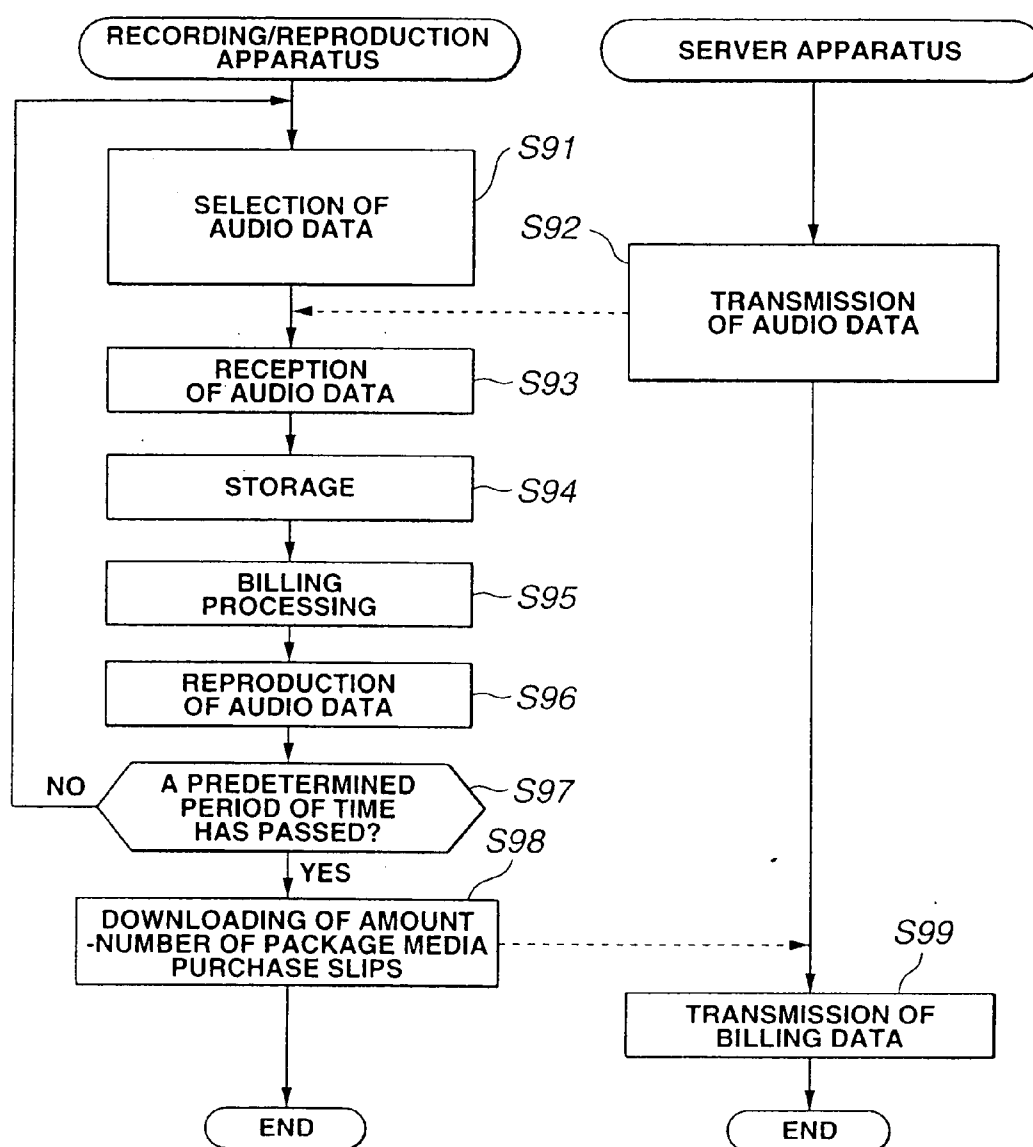 RECORDING/REPRODUCTION
APPARATUS
SERVER APPARATUS
S91
SELECTION OF
AUDIO DATA
S92
TRANSMISSION
OF AUDIO DATA
RECEPTION
OF AUDIO DATA
S93
STORAGE
S94
BILLING
PROCESSING
S95
REPRODUCTION
OF AUDIO DATA
S96
NO
A PREDETERMINED
PERIOD OF TIME
HAS PASSED?
S97
YES
S98
DOWNLOADING OF AMOUNT
-NUMBER OF PACKAGE MEDIA
PURCHASE SLIPS
S99
TRANSMISSION OF
BILLING DATA
END
END